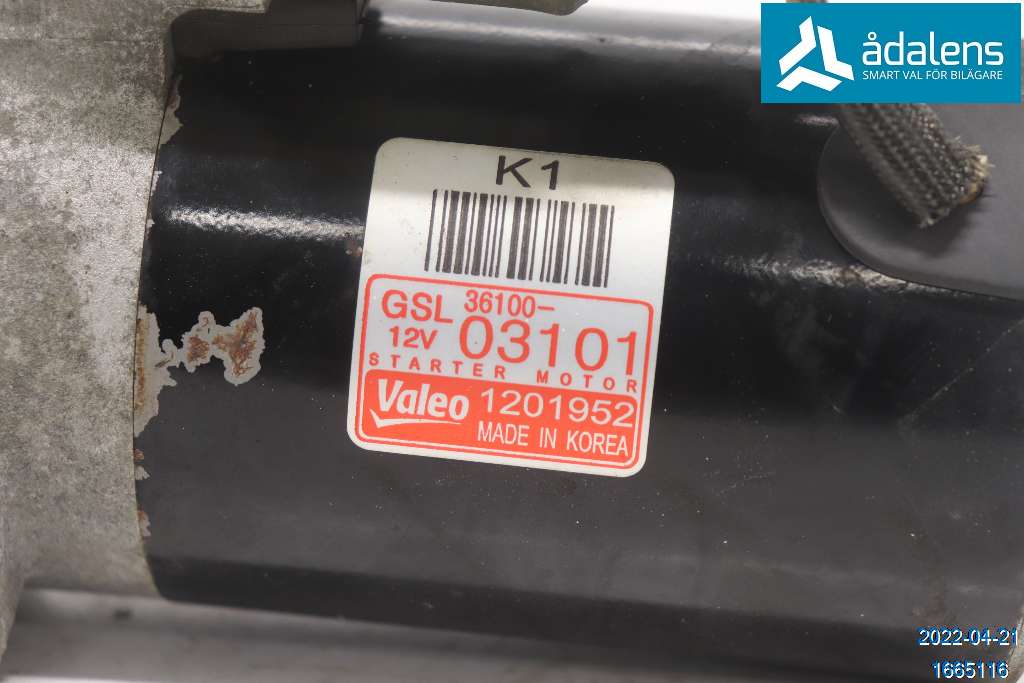 ådalens
SMART VAL FÖR BILÄGARE
K1
GSL 36100-
12V 03101
STARTER MOTOR
Valeo 1201952
MADE IN KOREA
2022-04-21
1665116